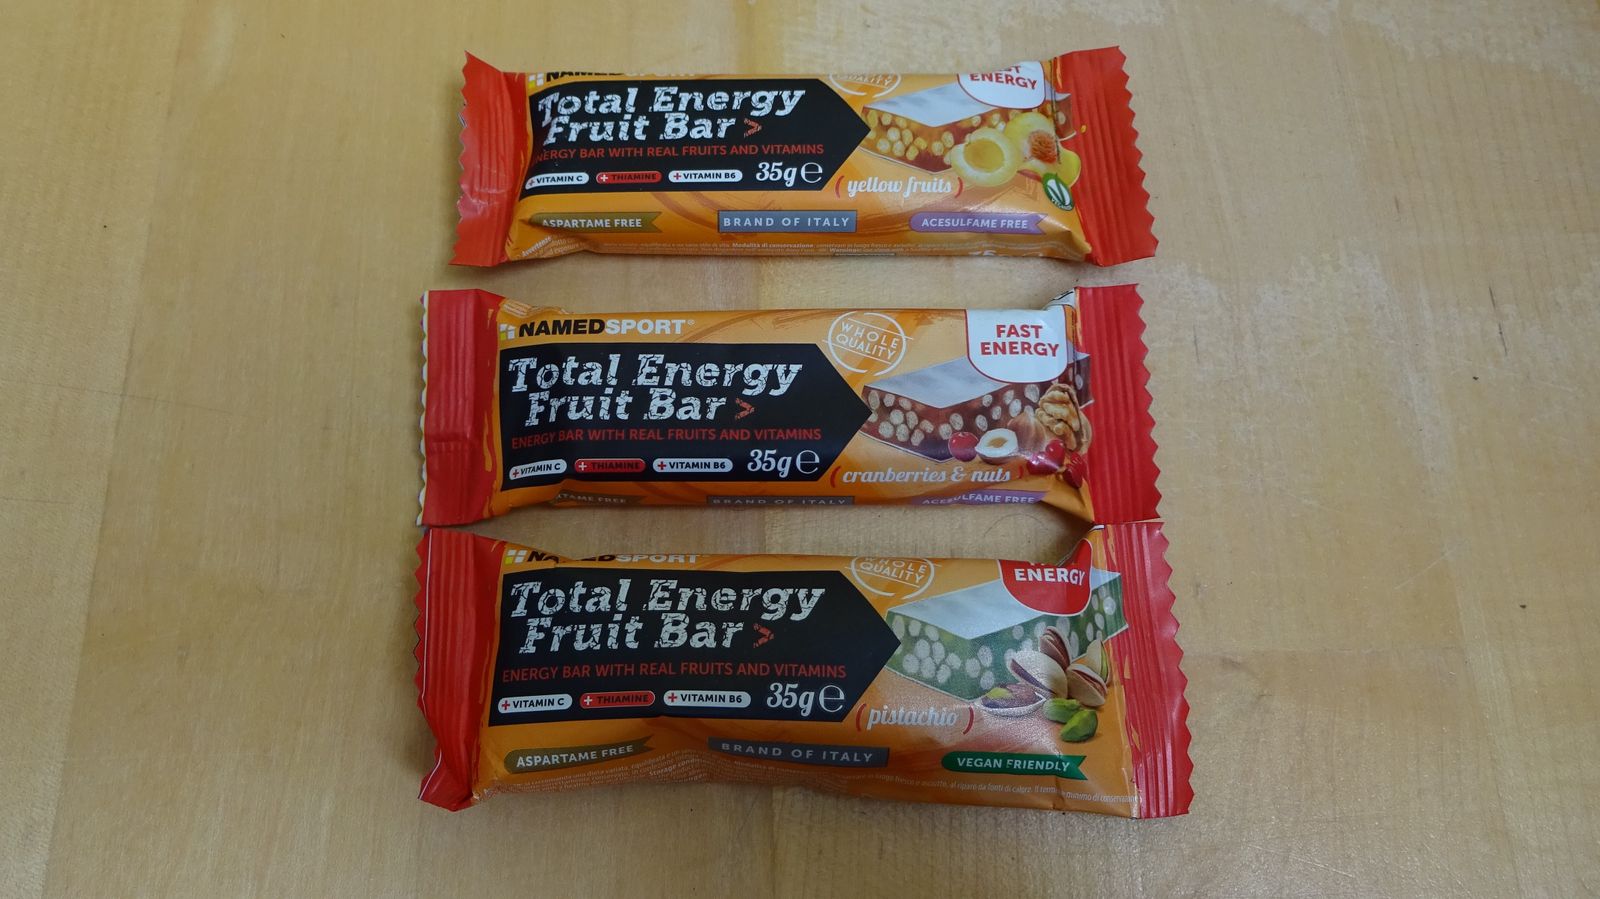 NAMEDSPORT
ENERGY
Total Energy
Fruit Bar >
ENERGY BAR WITH REAL FRUITS AND VITAMINS
+VITAMIN C +THIAMINE +VITAMIN B6 35g℮
(yellow fruits)
ASPARTAME FREE BRAND OF ITALY ACESULFAME FREE
NAMEDSPORT®
WHOLE
QUALITY
FAST
ENERGY
Total Energy
Fruit Bar >
ENERGY BAR WITH REAL FRUITS AND VITAMINS
+VITAMIN C +THIAMINE +VITAMIN B6 35g℮
(cranberries & nuts)
BRAND OF ITALY ACESULFAME FREE
NAMEDSPORT
WHOLE
QUALITY
ENERGY
Total Energy
Fruit Bar >
ENERGY BAR WITH REAL FRUITS AND VITAMINS
+VITAMIN C +THIAMINE +VITAMIN B6 35g℮
(pistachio)
ASPARTAME FREE BRAND OF ITALY VEGAN FRIENDLY